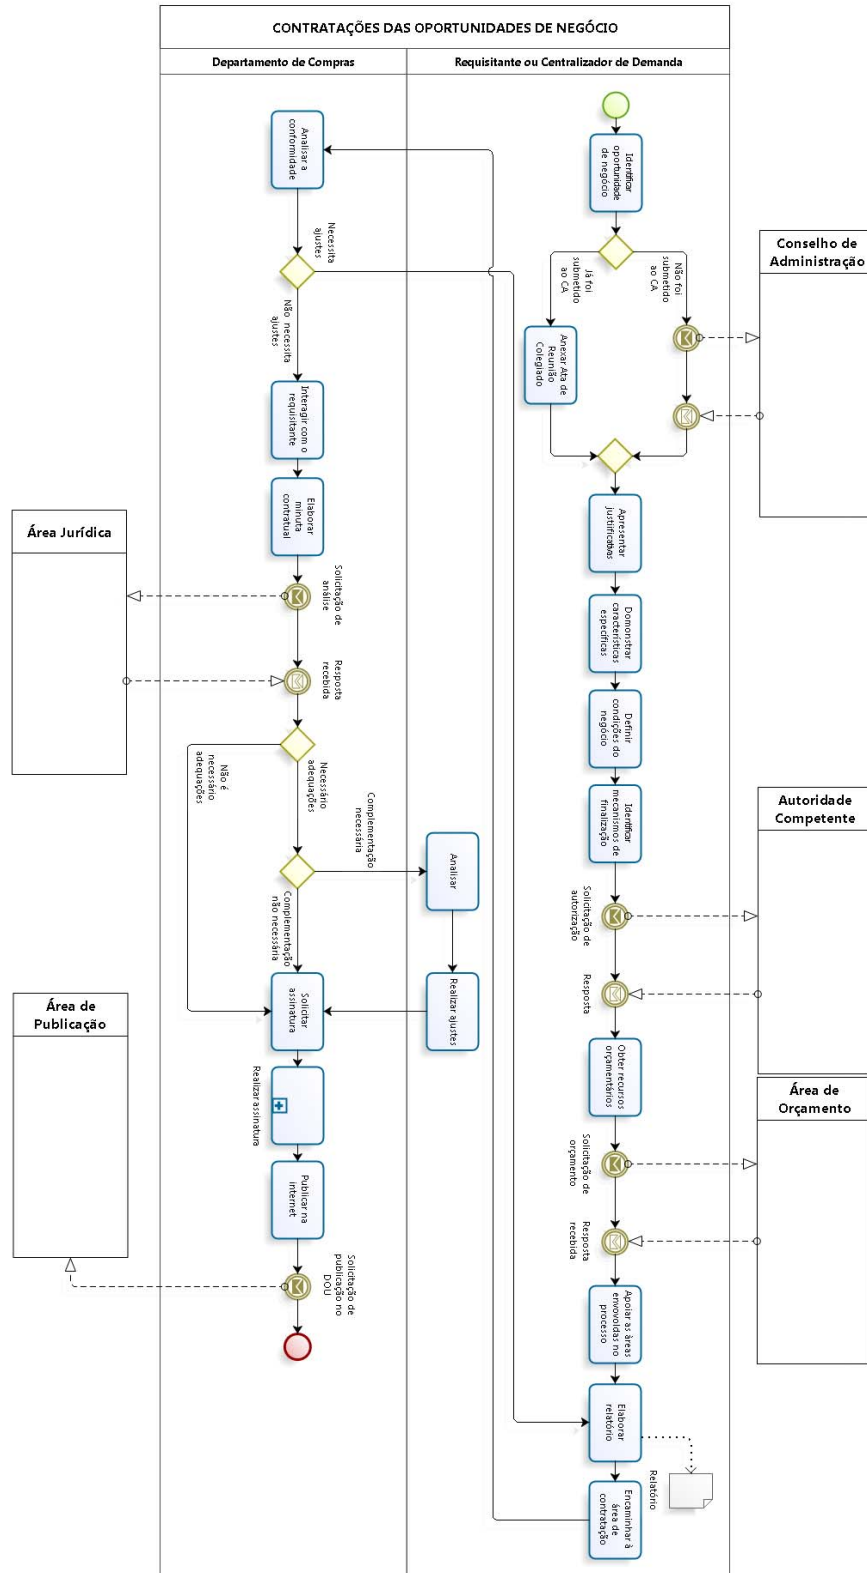 CONTRATAÇÕES DAS OPORTUNIDADES DE NEGÓCIO
Departamento de Compras
Requisitante ou Centralizador de Demanda
Identificar
oportunidade
de negócio
Não foi
submetido
ao CA
Já foi
submetido
ao CA
Conselho de
Administração
Anexar Ata de
Reunião
Colegiado
Apresentar
justificativas
Domonstrar
características
específicas
Definir
condições do
negócio
Identificar
mecanismos de
finalização
Solicitação de
autorização
Resposta
Autoridade
Competente
Obter recursos
orçamentários
Solicitação de
orçamento
Resposta
recebida
Área de
Orçamento
Apoiar as àreas
envovoldas no
processo
Elaborar
relatório
Relatório
Encaminhar à
área de
contratação
Analisar a
conformidade
Necessita
ajustes
Não necessita
ajustes
Interagir com o
requisitante
Elaborar
minuta
contratual
Solicitação de
análise
Área Jurídica
Resposta
recebida
Necessário
adequações
Não é
necessário
adequações
Complementação
necessária
Complementação
não necessária
Analisar
Realizar ajustes
Solicitar
assinatura
Realizar assinatura
Publicar na
internet
Solicitação de
publicação no
DOU
Área de
Publicação